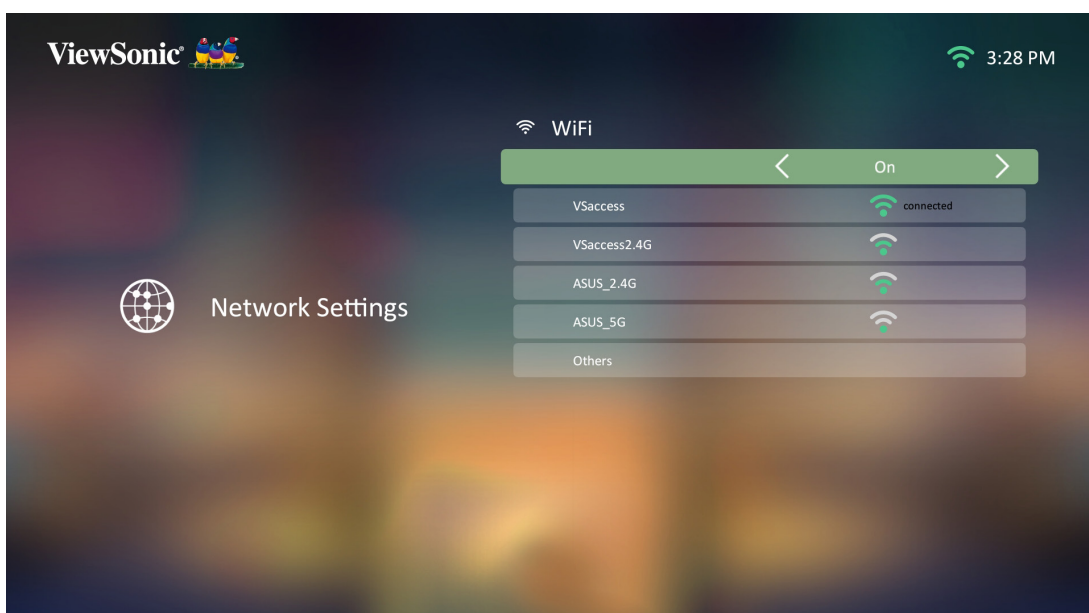 ViewSonic®
3:28 PM
WiFi
On
VSaccess connected
VSaccess2.4G
ASUS_2.4G
ASUS_5G
Others
Network Settings